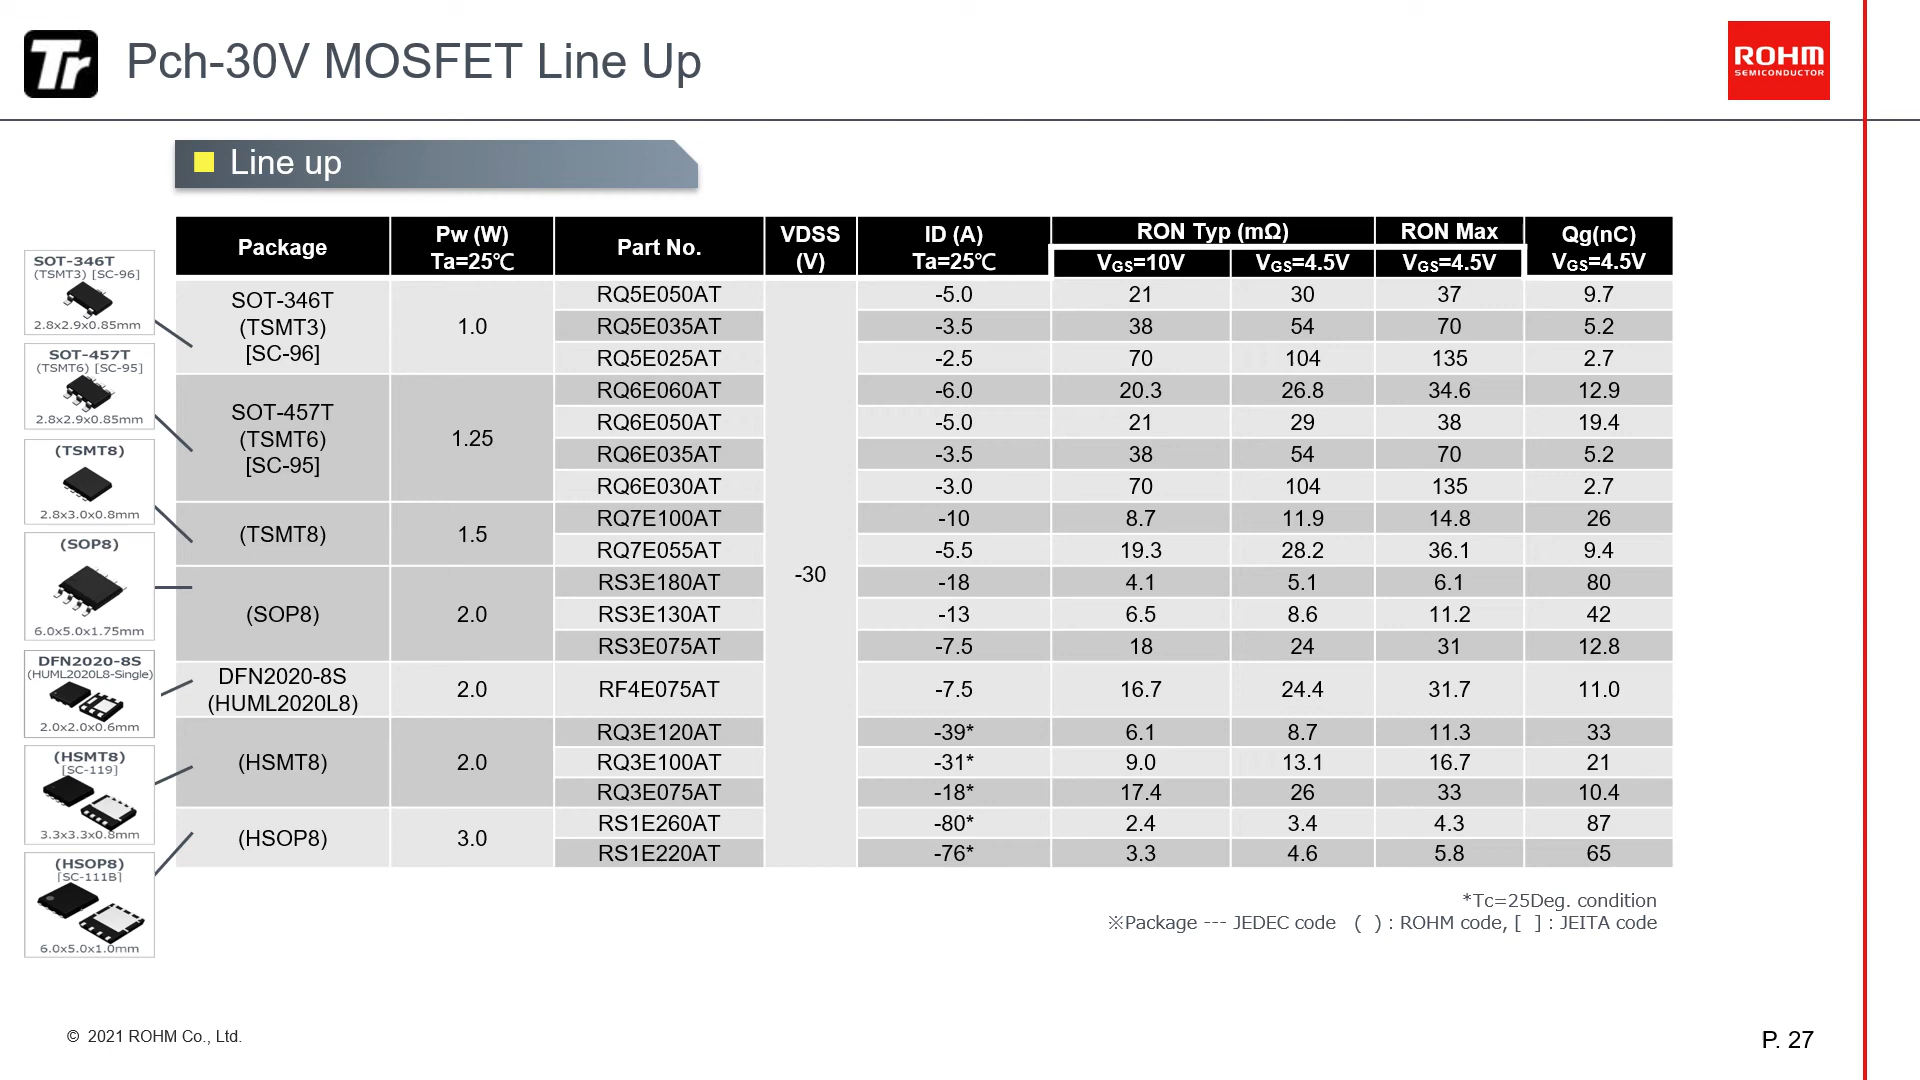 Tr Pch-30V MOSFET Line Up
ROHM
SEMICONDUCTOR
Line up
SOT-346T
(TSMT3) [SC-96]
2.8x2.9x0.85mm
SOT-457T
(TSMT6) [SC-95]
2.8x2.9x0.85mm
(TSMT8)
2.8x3.0x0.8mm
(SOP8)
6.0x5.0x1.75mm
DFN2020-8S
(HUML2020L8-Single)
2.0x2.0x0.6mm
(HSMT8)
[SC-119]
3.3x3.3x0.8mm
(HSOP8)
[SC-111B]
6.0x5.0x1.0mm
Package Pw (W) Ta=25℃ Part No. VDSS (V) ID (A) Ta=25℃ RON Typ (mΩ) RON Max Qg(nC) VGS=4.5V
VGS=10V VGS=4.5V VGS=4.5V
SOT-346T (TSMT3) [SC-96] 1.0 RQ5E050AT -30 -5.0 21 30 37 9.7
RQ5E035AT -3.5 38 54 70 5.2
RQ5E025AT -2.5 70 104 135 2.7
SOT-457T (TSMT6) [SC-95] 1.25 RQ6E060AT -6.0 20.3 26.8 34.6 12.9
RQ6E050AT -5.0 21 29 38 19.4
RQ6E035AT -3.5 38 54 70 5.2
RQ6E030AT -3.0 70 104 135 2.7
(TSMT8) 1.5 RQ7E100AT -10 8.7 11.9 14.8 26
RQ7E055AT -5.5 19.3 28.2 36.1 9.4
(SOP8) 2.0 RS3E180AT -18 4.1 5.1 6.1 80
RS3E130AT -13 6.5 8.6 11.2 42
RS3E075AT -7.5 18 24 31 12.8
DFN2020-8S (HUML2020L8) 2.0 RF4E075AT -7.5 16.7 24.4 31.7 11.0
(HSMT8) 2.0 RQ3E120AT -39* 6.1 8.7 11.3 33
RQ3E100AT -31* 9.0 13.1 16.7 21
RQ3E075AT -18* 17.4 26 33 10.4
(HSOP8) 3.0 RS1E260AT -80* 2.4 3.4 4.3 87
RS1E220AT -76* 3.3 4.6 5.8 65
*Tc=25Deg. condition
※Package --- JEDEC code ( ) : ROHM code, [ ] : JEITA code
© 2021 ROHM Co., Ltd.
P. 27